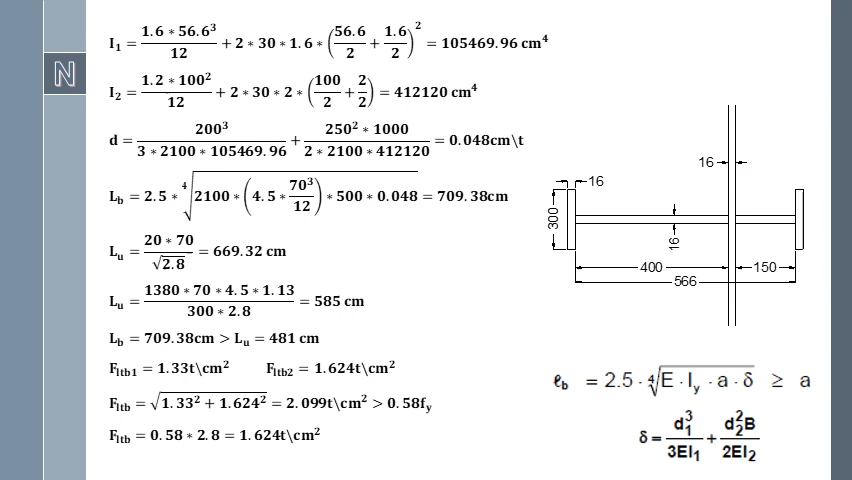 N
I₁ = 1.6 * 56.6³ / 12 + 2 * 30 * 1.6 * (56.6 / 2 + 1.6 / 2)² = 105469.96 cm⁴
I₂ = 1.2 * 100² / 12 + 2 * 30 * 2 * (100 / 2 + 2 / 2) = 412120 cm⁴
d = 200³ / 3 * 2100 * 105469.96 + 250² * 1000 / 2 * 2100 * 412120 = 0.048cm\t
L_b = 2.5 * ⁴√2100 * (4.5 * 70³ / 12) * 500 * 0.048 = 709.38cm
L_u = 20 * 70 / √2.8 = 669.32 cm
L_u = 1380 * 70 * 4.5 * 1.13 / 300 * 2.8 = 585 cm
L_b = 709.38cm > L_u = 481 cm
F_ltb1 = 1.33t\cm² F_ltb2 = 1.624t\cm²
F_ltb = √1.33² + 1.624² = 2.099t\cm² > 0.58f_y
F_ltb = 0.58 * 2.8 = 1.624t\cm²
16
16
300
16
400
150
566
ℓ_b = 2.5 · ⁴√E · I_y · a · δ ≥ a
δ = d₁³ / 3EI₁ + d₂²B / 2EI₂